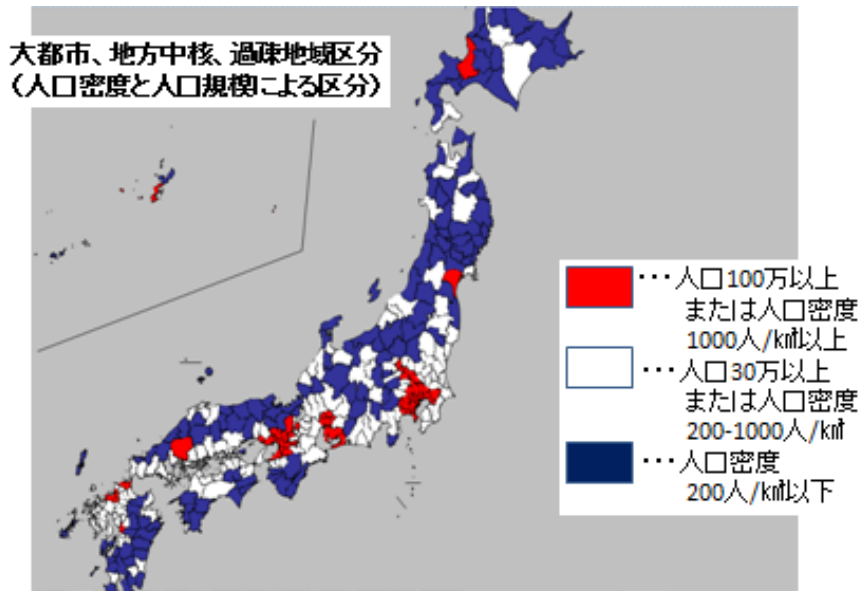 大都市、地方中核、過疎地域区分
（人口密度と人口規模による区分）
・・・人口100万以上
または人口密度
1000人/k㎡以上
・・・人口30万以上
または人口密度
200-1000人/k㎡
・・・人口密度
200人/k㎡以下